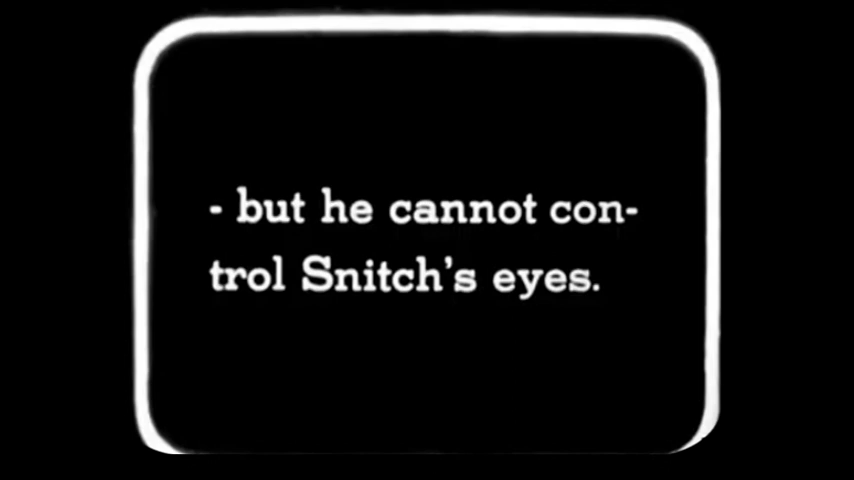 - but he cannot con-
trol Snitch's eyes.